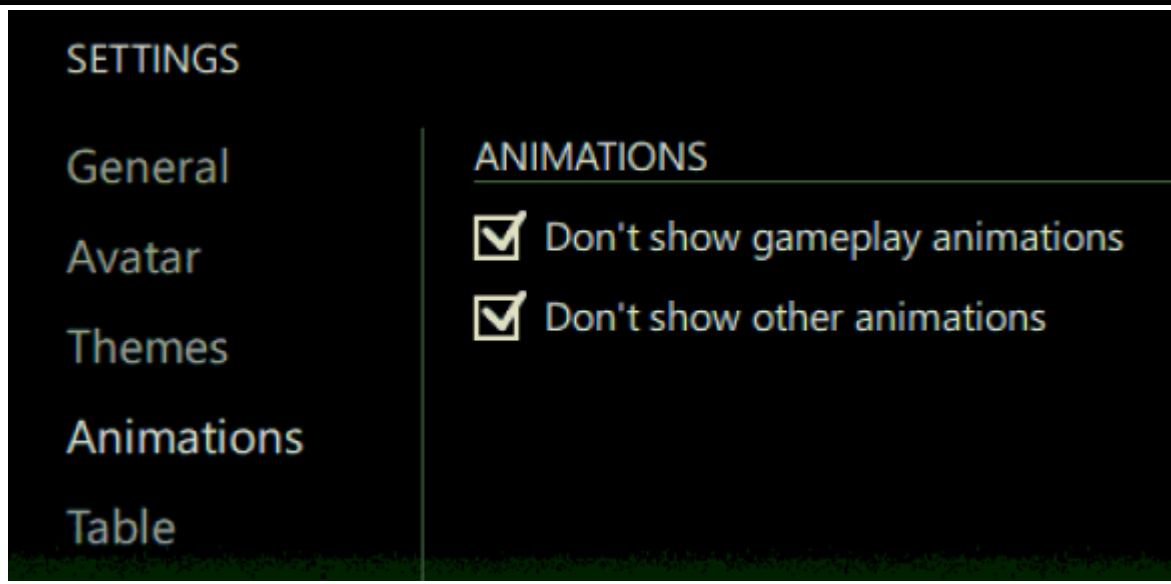 SETTINGS
General
Avatar
Themes
Animations
Table
ANIMATIONS
Don't show gameplay animations
Don't show other animations